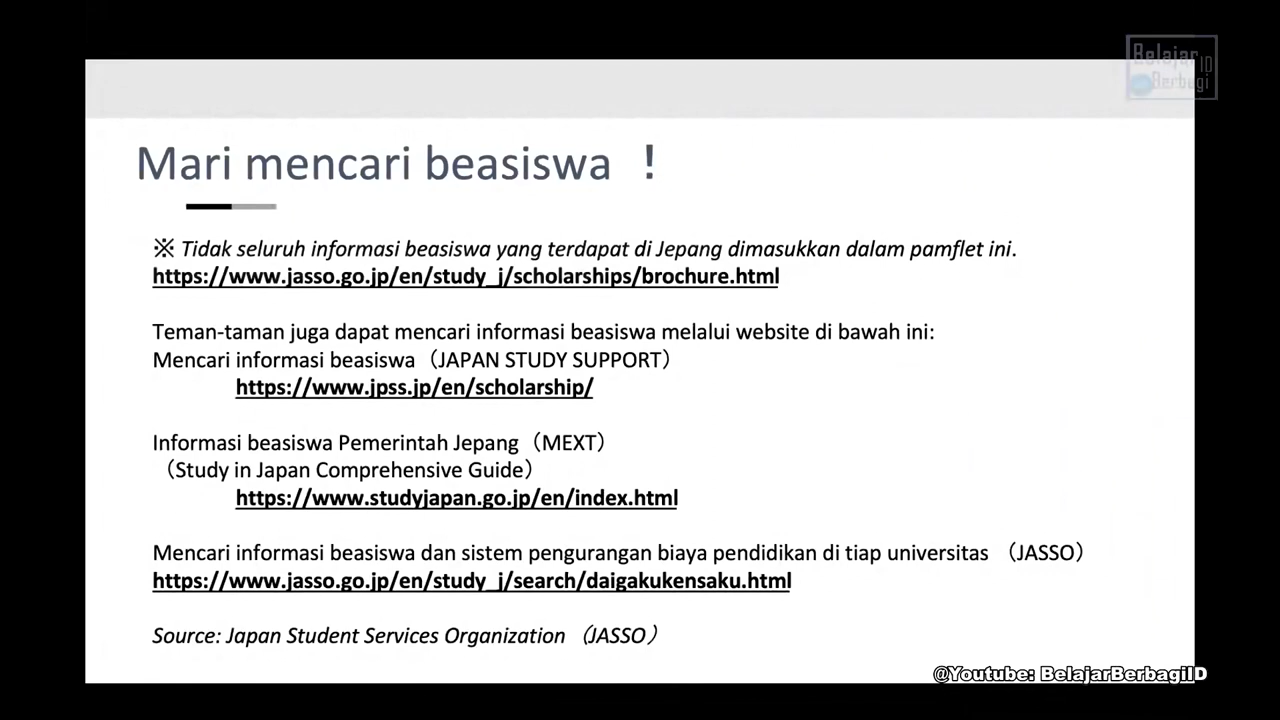 Belajar ID
Berbagi
Mari mencari beasiswa ！
※ Tidak seluruh informasi beasiswa yang terdapat di Jepang dimasukkan dalam pamflet ini.
https://www.jasso.go.jp/en/study_j/scholarships/brochure.html
Teman-taman juga dapat mencari informasi beasiswa melalui website di bawah ini:
Mencari informasi beasiswa（JAPAN STUDY SUPPORT）
https://www.jpss.jp/en/scholarship/
Informasi beasiswa Pemerintah Jepang（MEXT）
（Study in Japan Comprehensive Guide）
https://www.studyjapan.go.jp/en/index.html
Mencari informasi beasiswa dan sistem pengurangan biaya pendidikan di tiap universitas （JASSO）
https://www.jasso.go.jp/en/study_j/search/daigakukensaku.html
Source: Japan Student Services Organization （JASSO）
@Youtube: BelajarBerbagiID